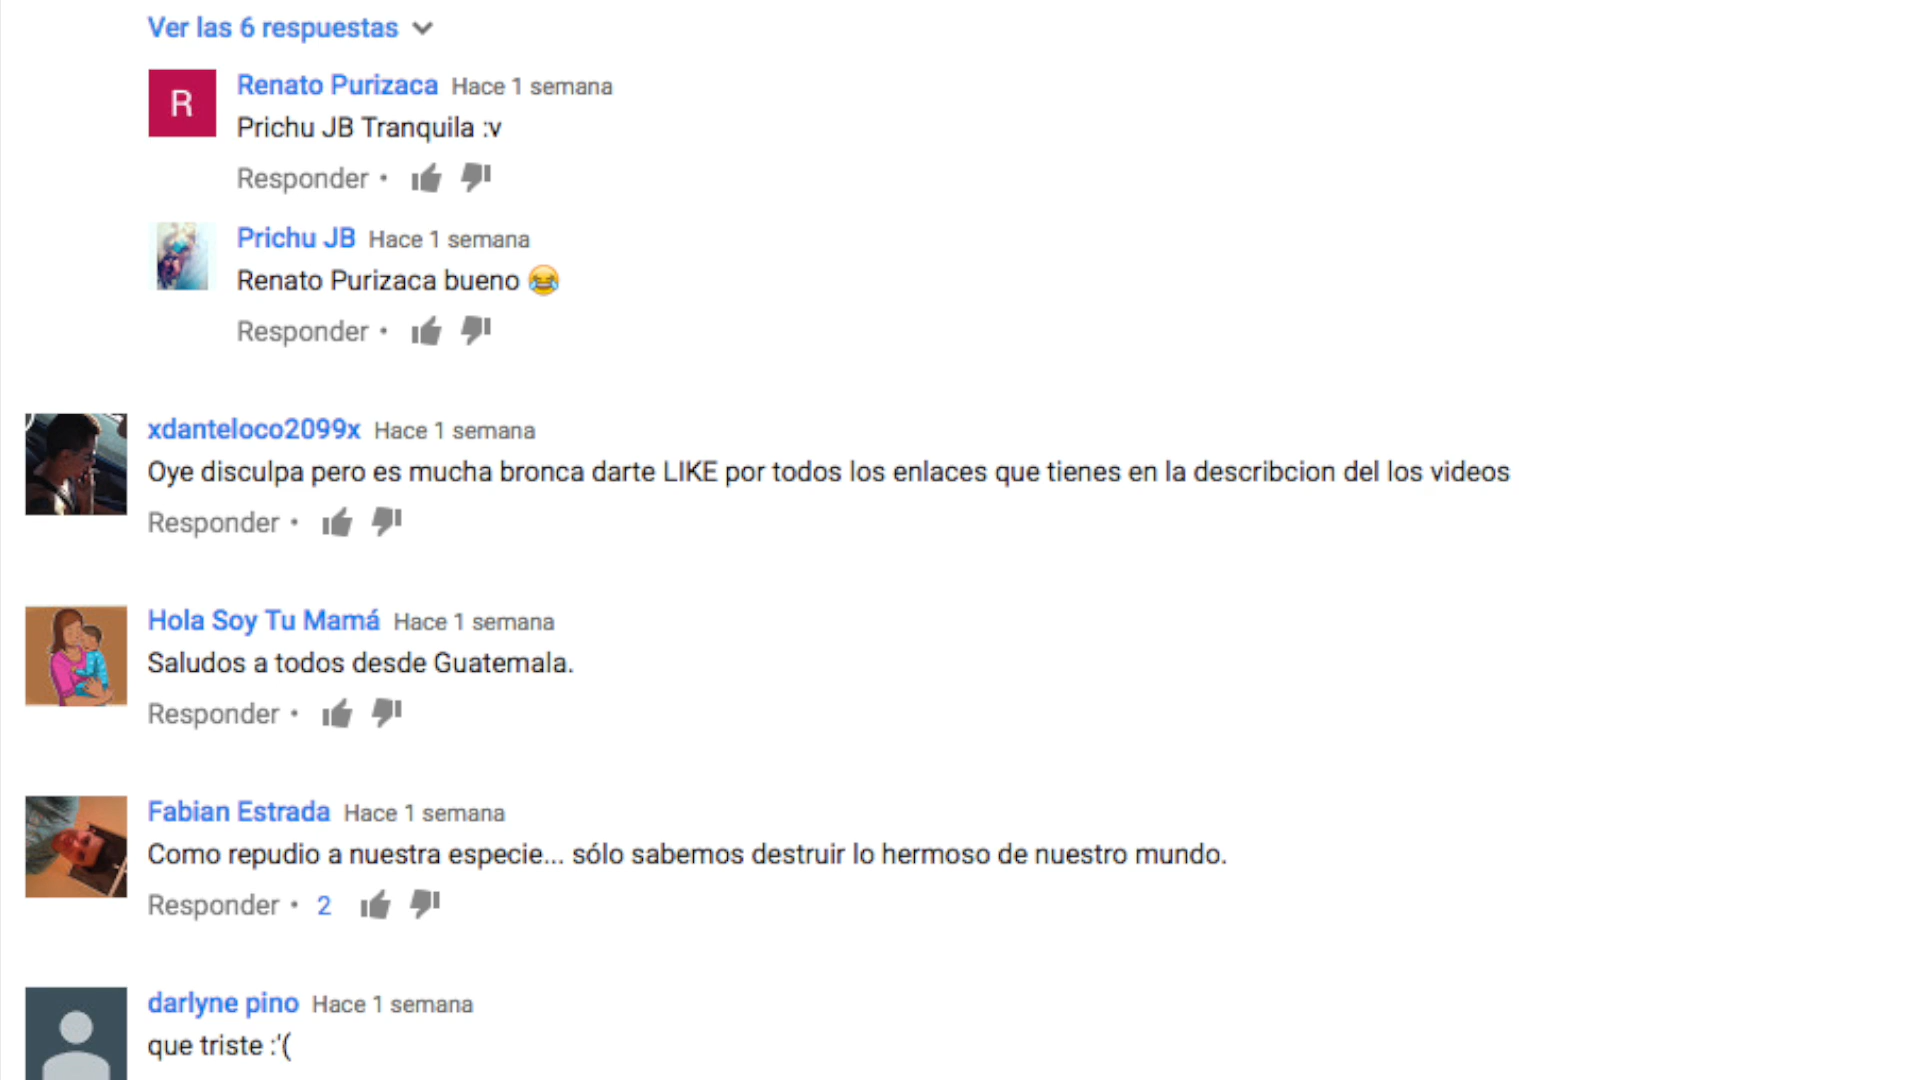 Ver las 6 respuestas
R
Renato Purizaca Hace 1 semana
Prichu JB Tranquila :v
Responder •
Prichu JB Hace 1 semana
Renato Purizaca bueno 😂
Responder •
xdanteloco2099x Hace 1 semana
Oye disculpa pero es mucha bronca darte LIKE por todos los enlaces que tienes en la describcion del los videos
Responder •
Hola Soy Tu Mamá Hace 1 semana
Saludos a todos desde Guatemala.
Responder •
Fabian Estrada Hace 1 semana
Como repudio a nuestra especie... sólo sabemos destruir lo hermoso de nuestro mundo.
Responder • 2
darlyne pino Hace 1 semana
que triste :'(